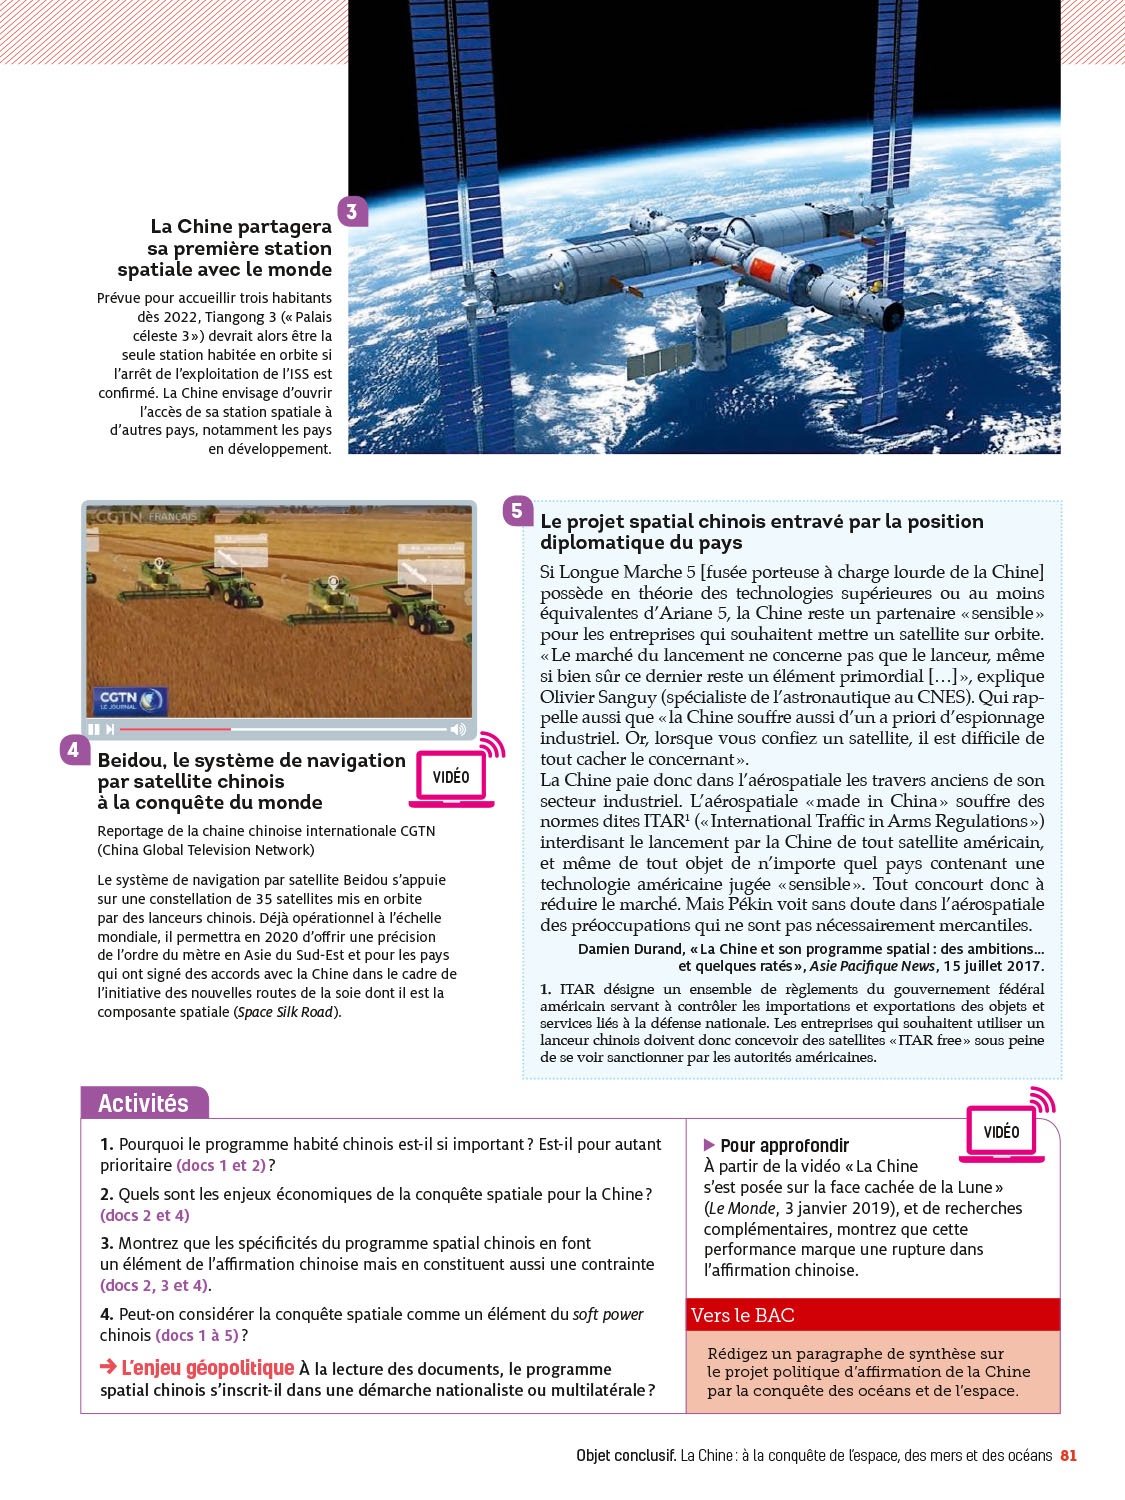 3
La Chine partagera
sa première station
spatiale avec le monde
Prévue pour accueillir trois habitants
dès 2022, Tiangong 3 (« Palais
céleste 3 ») devrait alors être la
seule station habitée en orbite si
l’arrêt de l’exploitation de l’ISS est
confirmé. La Chine envisage d’ouvrir
l’accès de sa station spatiale à
d’autres pays, notamment les pays
en développement.
CGTN FRANÇAIS
CGTN
LE JOURNAL
4
Beidou, le système de navigation
par satellite chinois
à la conquête du monde
VIDÉO
Reportage de la chaine chinoise internationale CGTN
(China Global Television Network)
Le système de navigation par satellite Beidou s’appuie
sur une constellation de 35 satellites mis en orbite
par des lanceurs chinois. Déjà opérationnel à l’échelle
mondiale, il permettra en 2020 d’offrir une précision
de l’ordre du mètre en Asie du Sud-Est et pour les pays
qui ont signé des accords avec la Chine dans le cadre de
l’initiative des nouvelles routes de la soie dont il est la
composante spatiale (Space Silk Road).
5
Le projet spatial chinois entravé par la position
diplomatique du pays
Si Longue Marche 5 [fusée porteuse à charge lourde de la Chine]
possède en théorie des technologies supérieures ou au moins
équivalentes d’Ariane 5, la Chine reste un partenaire « sensible »
pour les entreprises qui souhaitent mettre un satellite sur orbite.
« Le marché du lancement ne concerne pas que le lanceur, même
si bien sûr ce dernier reste un élément primordial […] », explique
Olivier Sanguy (spécialiste de l’astronautique au CNES). Qui rap-
pelle aussi que « la Chine souffre aussi d’un a priori d’espionnage
industriel. Or, lorsque vous confiez un satellite, il est difficile de
tout cacher le concernant ».
La Chine paie donc dans l’aérospatiale les travers anciens de son
secteur industriel. L’aérospatiale « made in China » souffre des
normes dites ITAR¹ (« International Traffic in Arms Regulations »)
interdisant le lancement par la Chine de tout satellite américain,
et même de tout objet de n’importe quel pays contenant une
technologie américaine jugée « sensible ». Tout concourt donc à
réduire le marché. Mais Pékin voit sans doute dans l’aérospatiale
des préoccupations qui ne sont pas nécessairement mercantiles.
Damien Durand, « La Chine et son programme spatial : des ambitions…
et quelques ratés », Asie Pacifique News, 15 juillet 2017.
1. ITAR désigne un ensemble de règlements du gouvernement fédéral
américain servant à contrôler les importations et exportations des objets et
services liés à la défense nationale. Les entreprises qui souhaitent utiliser un
lanceur chinois doivent donc concevoir des satellites « ITAR free » sous peine
de se voir sanctionner par les autorités américaines.
Activités
1. Pourquoi le programme habité chinois est-il si important ? Est-il pour autant
prioritaire (docs 1 et 2) ?
2. Quels sont les enjeux économiques de la conquête spatiale pour la Chine ?
(docs 2 et 4)
3. Montrez que les spécificités du programme spatial chinois en font
un élément de l’affirmation chinoise mais en constituent aussi une contrainte
(docs 2, 3 et 4).
4. Peut-on considérer la conquête spatiale comme un élément du soft power
chinois (docs 1 à 5) ?
→ L’enjeu géopolitique À la lecture des documents, le programme
spatial chinois s’inscrit-il dans une démarche nationaliste ou multilatérale ?
VIDÉO
▶ Pour approfondir
À partir de la vidéo « La Chine
s’est posée sur la face cachée de la Lune »
(Le Monde, 3 janvier 2019), et de recherches
complémentaires, montrez que cette
performance marque une rupture dans
l’affirmation chinoise.
Vers le BAC
Rédigez un paragraphe de synthèse sur
le projet politique d’affirmation de la Chine
par la conquête des océans et de l’espace.
Objet conclusif. La Chine : à la conquête de l’espace, des mers et des océans 81